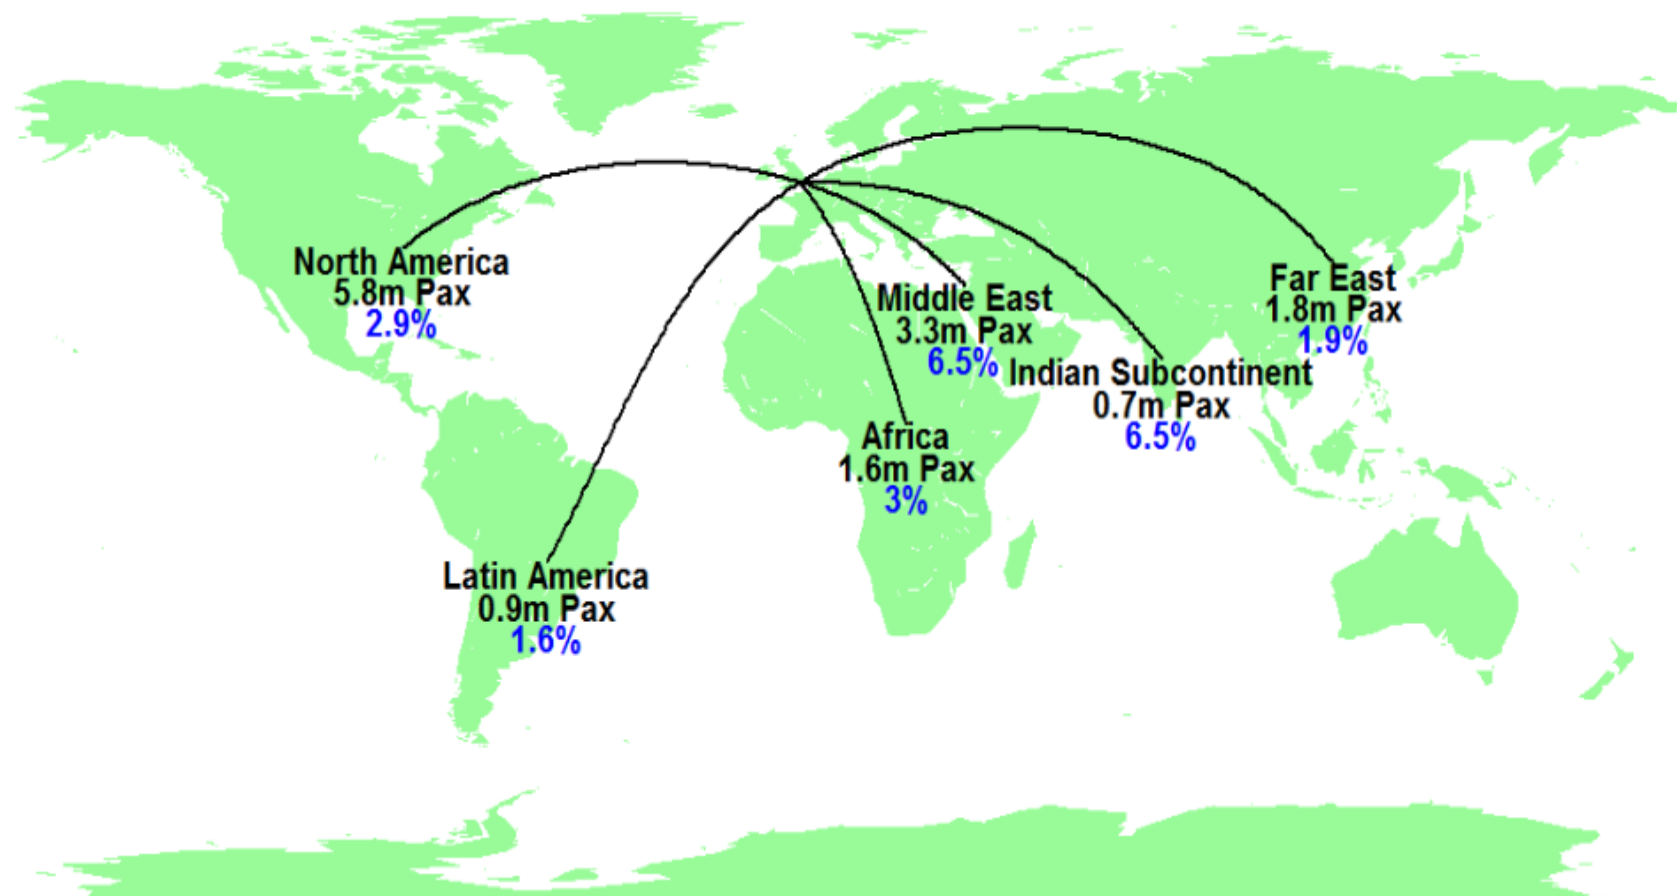 North America
5.8m Pax
2.9%
Far East
1.8m Pax
1.9%
Middle East
3.3m Pax
6.5%
Indian Subcontinent
0.7m Pax
6.5%
Africa
1.6m Pax
3%
Latin America
0.9m Pax
1.6%